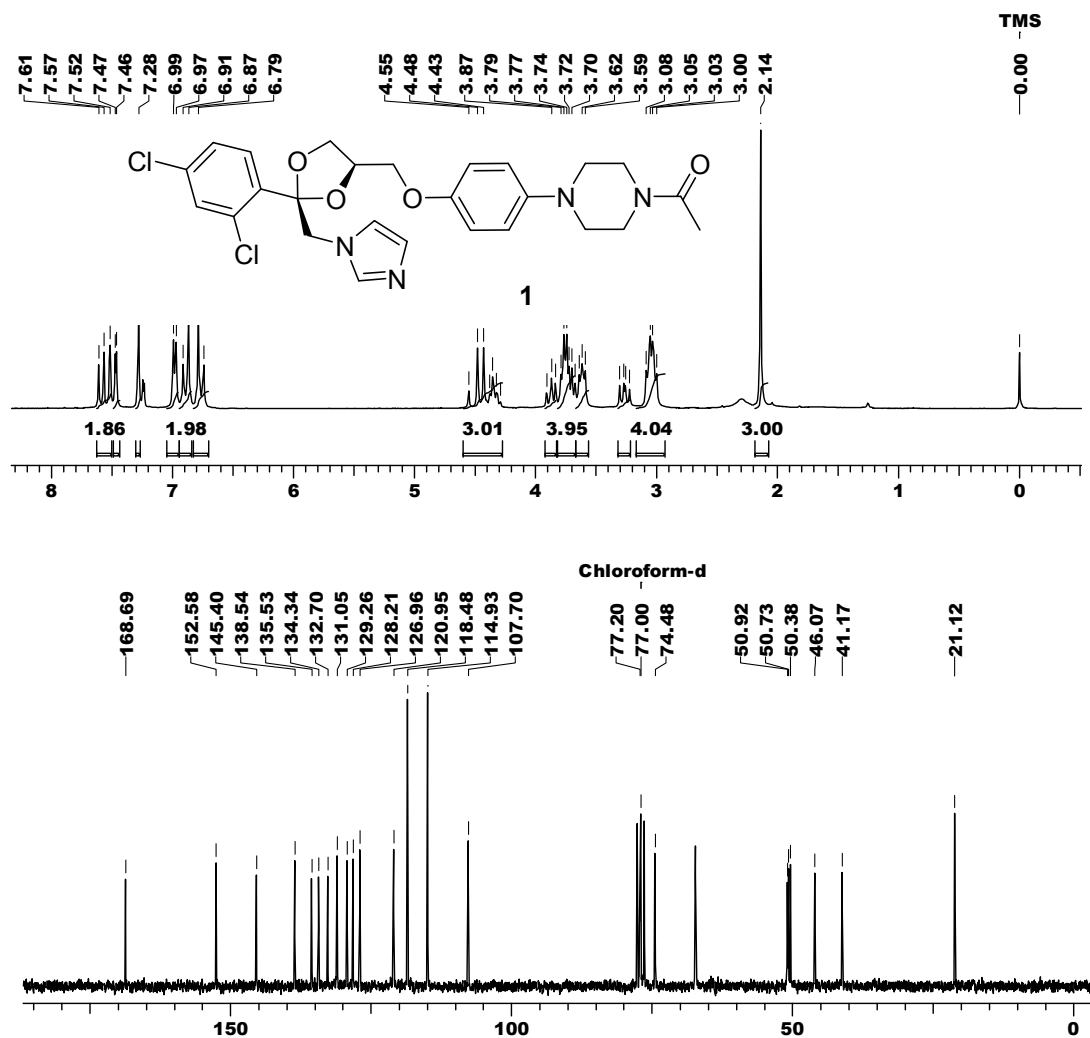 TMS
7.61 7.57 7.52 7.47 7.46 7.28 6.99 6.97 6.91 6.87 6.79 4.55 4.48 4.43 3.87 3.79 3.77 3.74 3.72 3.70 3.62 3.59 3.08 3.05 3.03 3.00 2.14 0.00
Cl
O
O
O
O
N
N
Cl
N
N
1
1.86 1.98 3.01 3.95 4.04 3.00
8 7 6 5 4 3 2 1 0
Chloroform-d
168.69 152.58 145.40 138.54 135.53 134.34 132.70 131.05 129.26 128.21 126.96 120.95 118.48 114.93 107.70 77.20 77.00 74.48 50.92 50.73 50.38 46.07 41.17 21.12
150 100 50 0